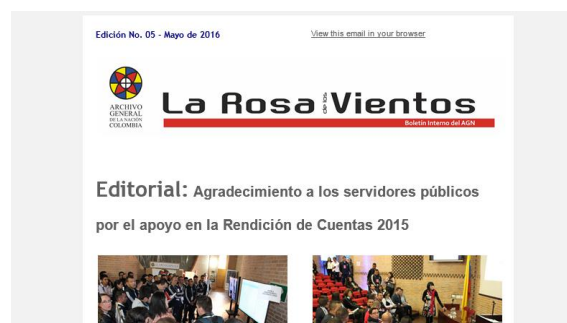 Edición No. 05 - Mayo de 2016
View this email in your browser
ARCHIVO
GENERAL
DE LA NACIÓN
COLOMBIA
La Rosa de los Vientos
Boletín Interno del AGN
Editorial: Agradecimiento a los servidores públicos
por el apoyo en la Rendición de Cuentas 2015